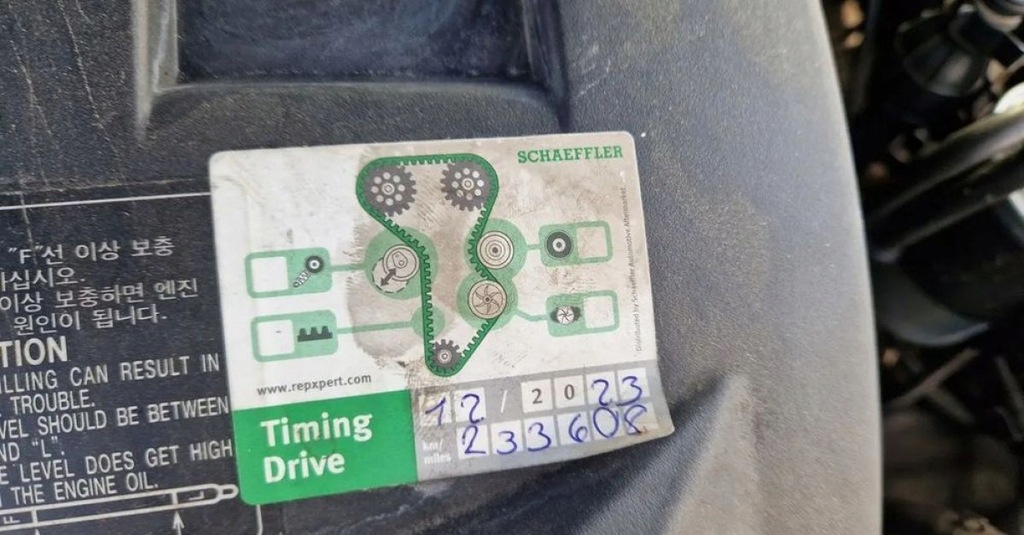 SCHAEFFLER
Distributed by Schaeffler Automotive Aftermarket
www.repxpert.com
Timing
Drive
12 / 2023
km/
miles 233608
"F"선 이상 보충
십시오.
이상 보충하면 엔진
원인이 됩니다.
TION
ILLING CAN RESULT IN
TROUBLE.
VEL SHOULD BE BETWEEN
ND "L".
E LEVEL DOES GET HIGH
THE ENGINE OIL.
F L